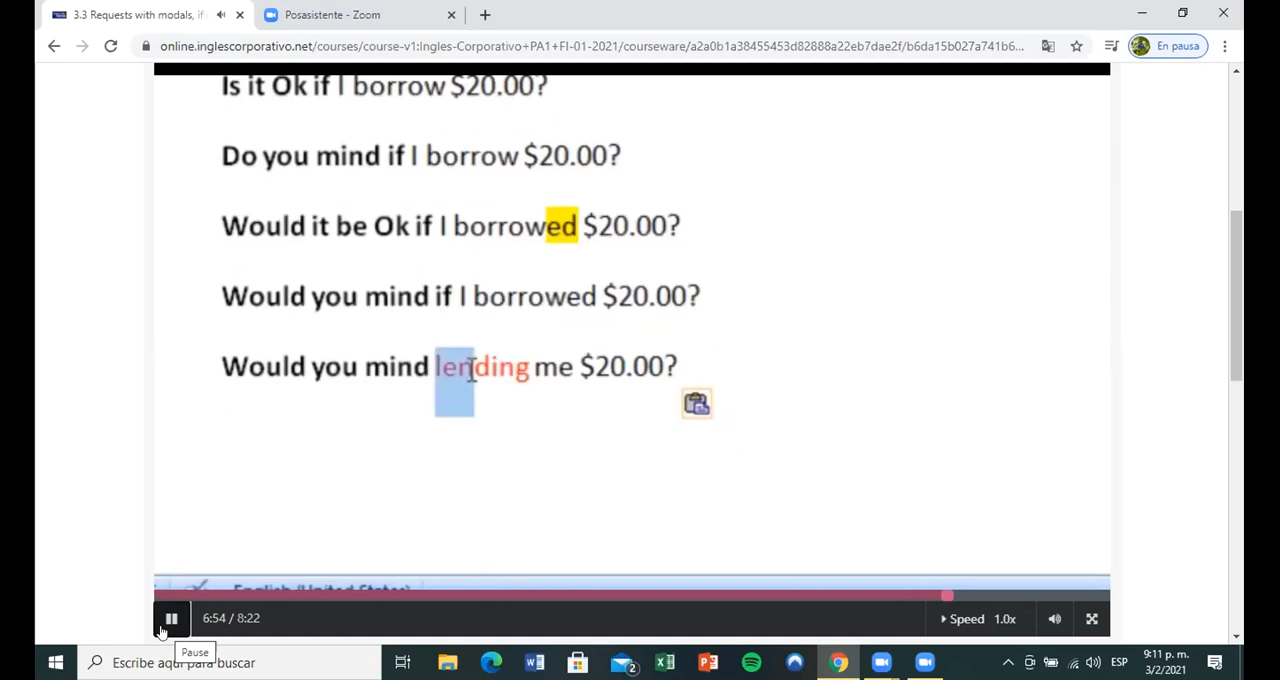 3.3 Requests with modals, if
Posasistente - Zoom
online.inglescorporativo.net/courses/course-v1:Ingles-Corporativo+PA1+FI-01-2021/courseware/a2a0b1a38455453d82888a22eb7dae2f/b6da15b027a741b6...
En pausa
Is it Ok if I borrow $20.00?
Do you mind if I borrow $20.00?
Would it be Ok if I borrowed $20.00?
Would you mind if I borrowed $20.00?
Would you mind lending me $20.00?
English (United States)
6:54 / 8:22
Speed 1.0x
Pause
Escribe aquí para buscar
2
ESP
9:11 p. m.
3/2/2021